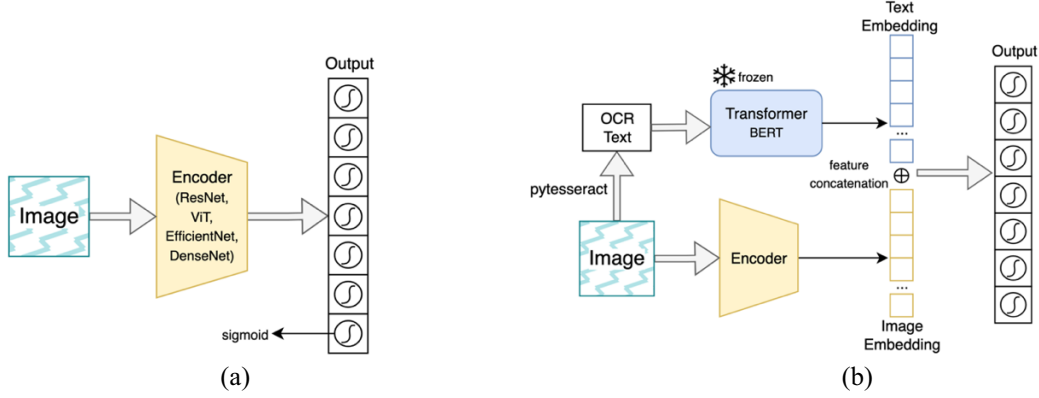 Output
Encoder
(ResNet,
ViT,
EfficientNet,
DenseNet)
Image
sigmoid
(a)
Text
Embedding
Output
frozen
OCR
Text
Transformer
BERT
...
feature
concatenation
pytesseract
Image
Encoder
...
Image
Embedding
(b)